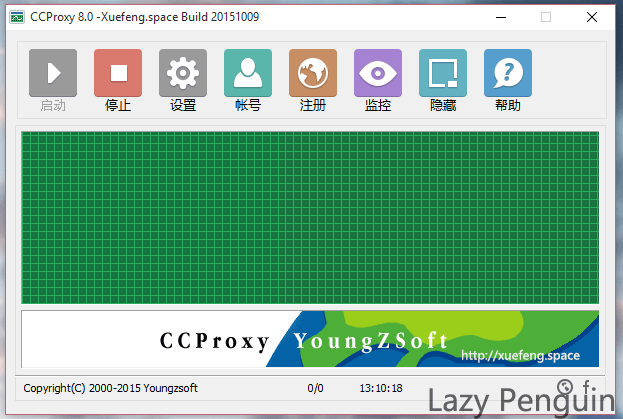 CCProxy 8.0 -Xuefeng.space Build 20151009
启动 停止 设置 帐号 注册 监控 隐藏 帮助
CCProxy YoungZSoft
http://xuefeng.space
Copyright(C) 2000-2015 Youngzsoft 0/0 13:10:18
Lazy Penguin